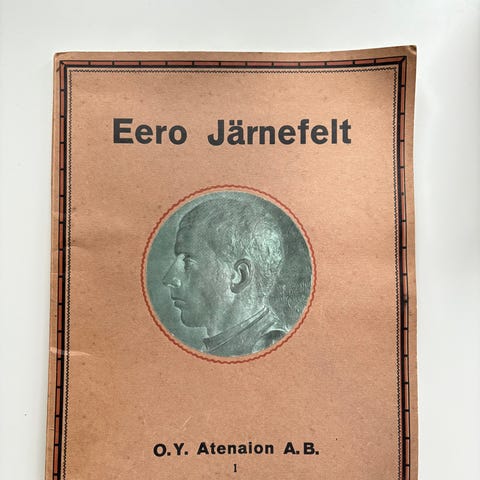 Eero Järnefelt
O.Y. Atenaion A.B.
1